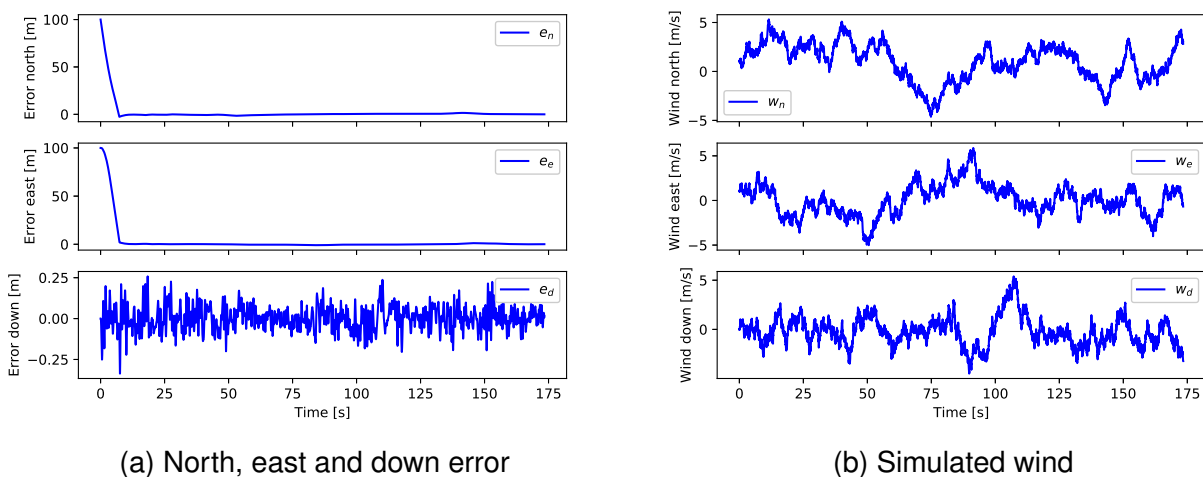 100
50
0
Error north [m]
e_n
100
50
0
Error east [m]
e_e
0.25
0.00
−0.25
Error down [m]
e_d
0 25 50 75 100 125 150 175
Time [s]
(a) North, east and down error
5
0
−5
Wind north [m/s]
w_n
5
0
−5
Wind east [m/s]
w_e
5
0
−5
Wind down [m/s]
w_d
0 25 50 75 100 125 150 175
Time [s]
(b) Simulated wind